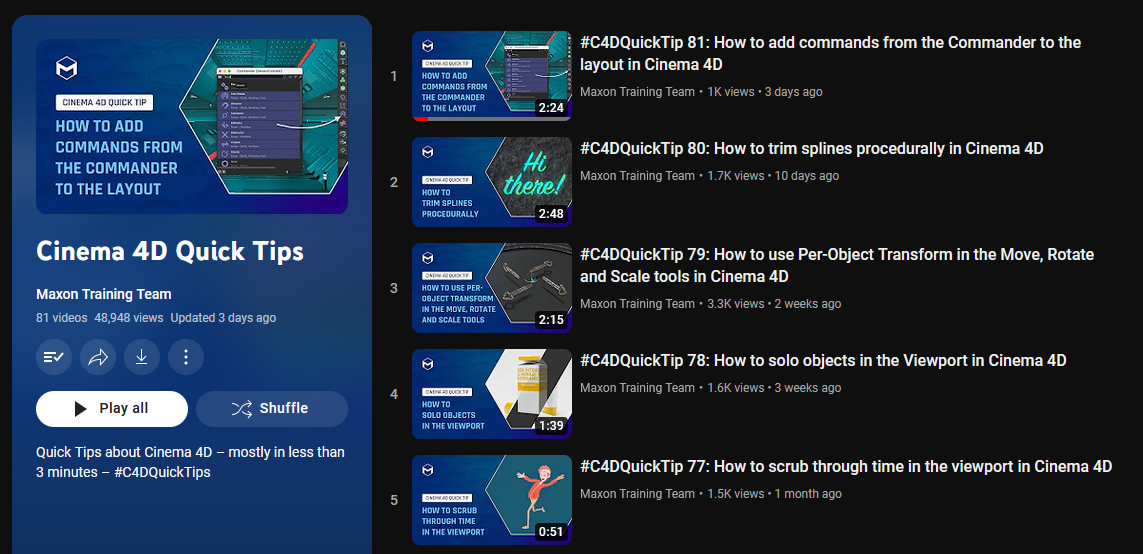 CINEMA 4D QUICK TIP
HOW TO ADD
COMMANDS FROM
THE COMMANDER
TO THE LAYOUT
Cinema 4D Quick Tips
Maxon Training Team
81 videos 48,948 views Updated 3 days ago
Play all
Shuffle
Quick Tips about Cinema 4D – mostly in less than
3 minutes – #C4DQuickTips
1
CINEMA 4D QUICK TIP
HOW TO ADD
COMMANDS FROM
THE COMMANDER
TO THE LAYOUT
2:24
#C4DQuickTip 81: How to add commands from the Commander to the
layout in Cinema 4D
Maxon Training Team • 1K views • 3 days ago
2
CINEMA 4D QUICK TIP
HOW TO
TRIM SPLINES
PROCEDURALLY
Hi
there!
2:48
#C4DQuickTip 80: How to trim splines procedurally in Cinema 4D
Maxon Training Team • 1.7K views • 10 days ago
3
CINEMA 4D QUICK TIP
HOW TO USE PER-
OBJECT TRANSFORM
IN THE MOVE, ROTATE
AND SCALE TOOLS
2:15
#C4DQuickTip 79: How to use Per-Object Transform in the Move, Rotate
and Scale tools in Cinema 4D
Maxon Training Team • 3.3K views • 2 weeks ago
4
CINEMA 4D QUICK TIP
HOW TO
SOLO OBJECTS
IN THE VIEWPORT
1:39
#C4DQuickTip 78: How to solo objects in the Viewport in Cinema 4D
Maxon Training Team • 1.6K views • 3 weeks ago
5
CINEMA 4D QUICK TIP
HOW TO SCRUB
THROUGH TIME
IN THE VIEWPORT
0:51
#C4DQuickTip 77: How to scrub through time in the viewport in Cinema 4D
Maxon Training Team • 1.5K views • 1 month ago